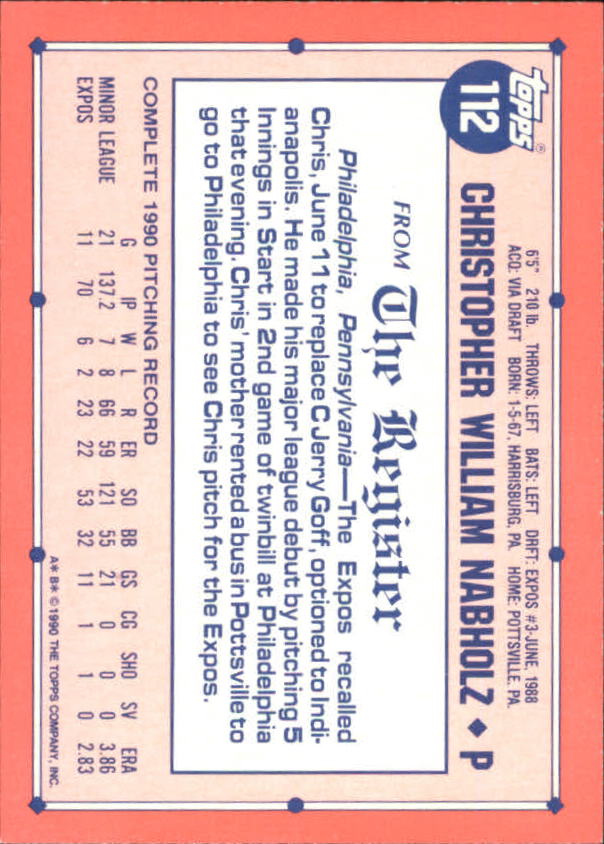 topps®
112
6'5" 210 lb. THROWS: LEFT BATS: LEFT DRFT: EXPOS #3-JUNE, 1988
ACQ: VIA DRAFT BORN: 1-5-67, HARRISBURG, PA. HOME: POTTSVILLE, PA.
CHRISTOPHER WILLIAM NABHOLZ ♦ P
FROM The Register
Philadelphia, Pennsylvania—The Expos recalled
Chris, June 11 to replace C Jerry Goff, optioned to Indi-
anapolis. He made his major league debut by pitching 5
Innings in Start in 2nd game of twinbill at Philadelphia
that evening. Chris' mother rented a bus in Pottsville to
go to Philadelphia to see Chris pitch for the Expos.
COMPLETE 1990 PITCHING RECORD
G IP W L R ER SO BB GS CG SHO SV ERA
MINOR LEAGUE 21 137.2 7 8 66 59 121 55 21 0 0 0 3.86
EXPOS 11 70 6 2 23 22 53 32 11 1 1 0 2.83
A* B* © 1990 THE TOPPS COMPANY, INC.